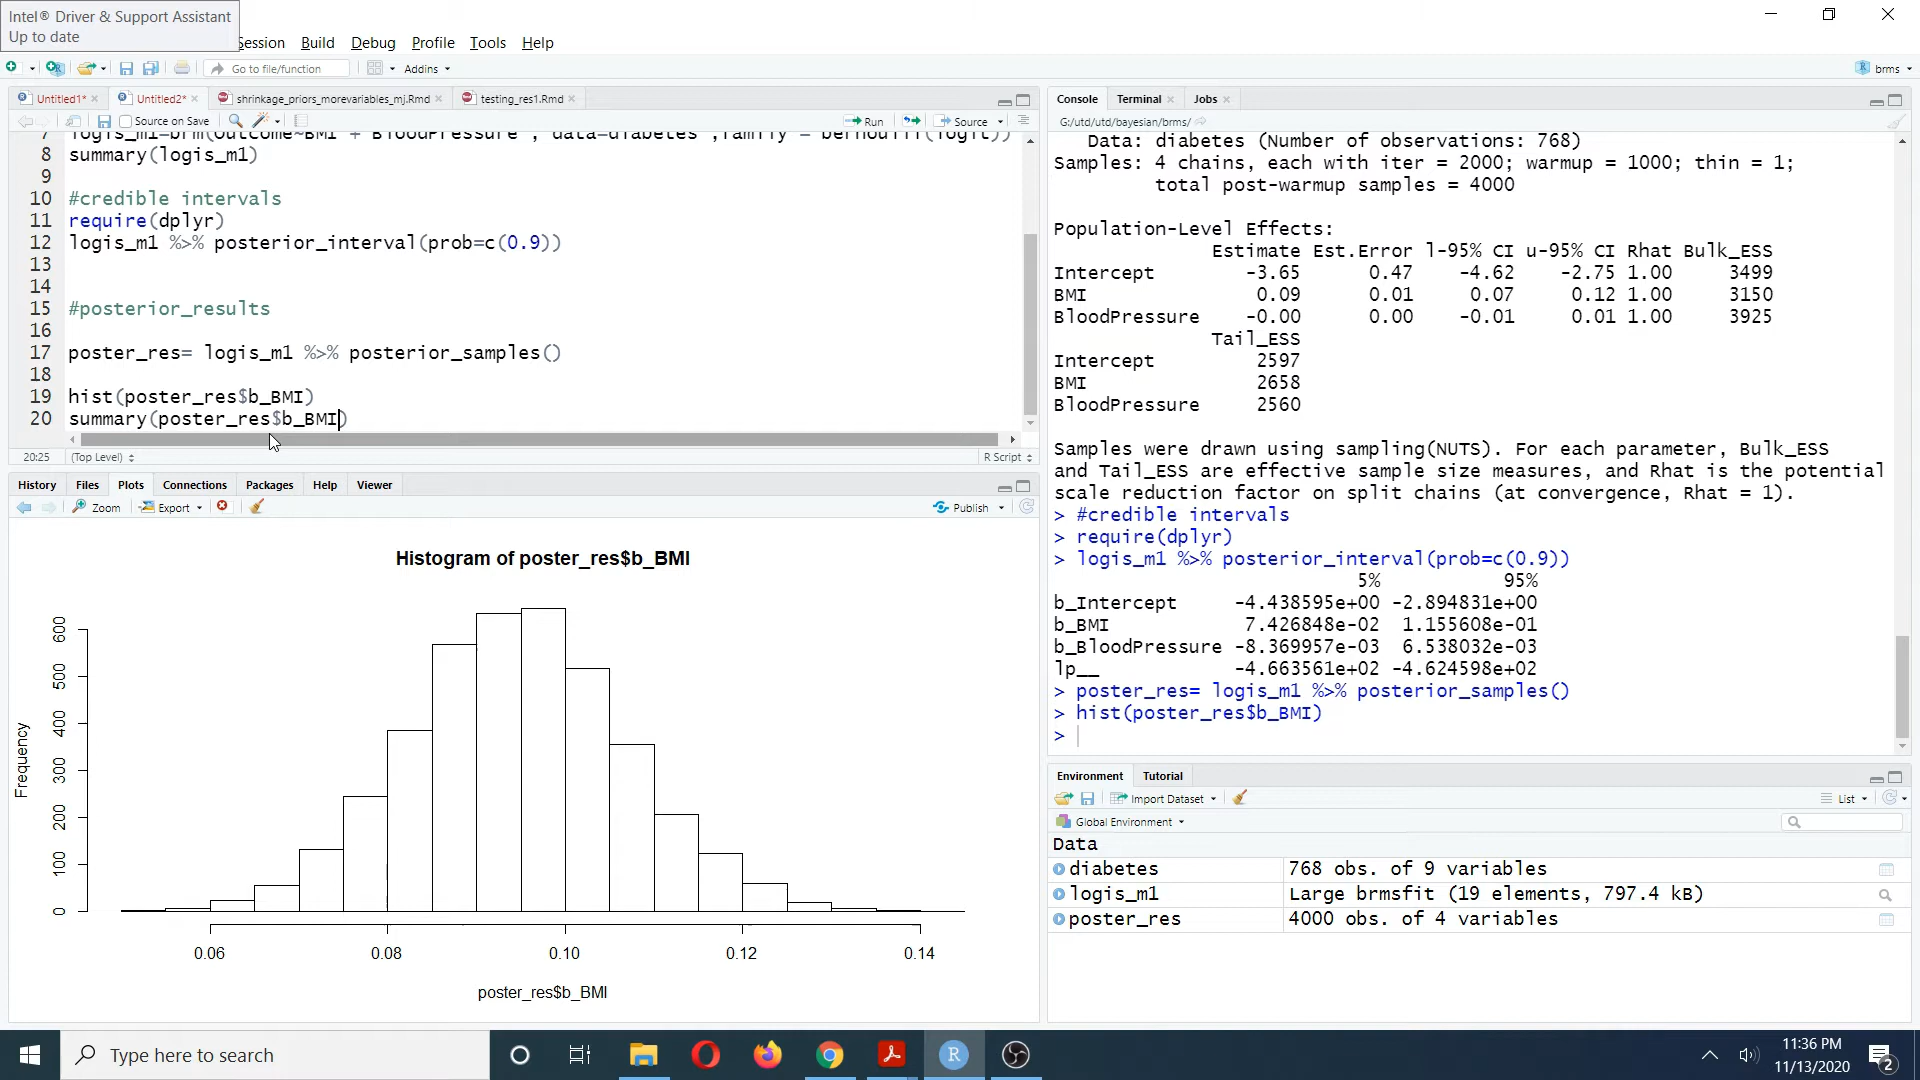 Intel® Driver & Support Assistant
Up to date
Session Build Debug Profile Tools Help
Go to file/function Addins brms
Untitled1* Untitled2* shrinkage_priors_morevariables_mj.Rmd testing_res1.Rmd
Source on Save Run Source
7 logis_m1=brm(Outcome~BMI + BloodPressure , data=diabetes ,family = bernoulli(logit))
8 summary(logis_m1)
9
10 #credible intervals
11 require(dplyr)
12 logis_m1 %>% posterior_interval(prob=c(0.9))
13
14
15 #posterior_results
16
17 poster_res= logis_m1 %>% posterior_samples()
18
19 hist(poster_res$b_BMI)
20 summary(poster_res$b_BMI)
20:25 (Top Level) R Script
History Files Plots Connections Packages Help Viewer
Zoom Export Publish
Histogram of poster_res$b_BMI
Frequency
600
500
400
300
200
100
0
0.06 0.08 0.10 0.12 0.14
poster_res$b_BMI
Console Terminal Jobs
G:/utd/utd/bayesian/brms/
Data: diabetes (Number of observations: 768)
Samples: 4 chains, each with iter = 2000; warmup = 1000; thin = 1;
total post-warmup samples = 4000
Population-Level Effects:
Estimate Est.Error l-95% CI u-95% CI Rhat Bulk_ESS
Intercept -3.65 0.47 -4.62 -2.75 1.00 3499
BMI 0.09 0.01 0.07 0.12 1.00 3150
BloodPressure -0.00 0.00 -0.01 0.01 1.00 3925
Tail_ESS
Intercept 2597
BMI 2658
BloodPressure 2560
Samples were drawn using sampling(NUTS). For each parameter, Bulk_ESS
and Tail_ESS are effective sample size measures, and Rhat is the potential
scale reduction factor on split chains (at convergence, Rhat = 1).
> #credible intervals
> require(dplyr)
> logis_m1 %>% posterior_interval(prob=c(0.9))
5% 95%
b_Intercept -4.438595e+00 -2.894831e+00
b_BMI 7.426848e-02 1.155608e-01
b_BloodPressure -8.369957e-03 6.538032e-03
lp__ -4.663561e+02 -4.624598e+02
> poster_res= logis_m1 %>% posterior_samples()
> hist(poster_res$b_BMI)
>
Environment Tutorial
Import Dataset List
Global Environment
Data
diabetes 768 obs. of 9 variables
logis_m1 Large brmsfit (19 elements, 797.4 kB)
poster_res 4000 obs. of 4 variables
Type here to search
11:36 PM
11/13/2020
2